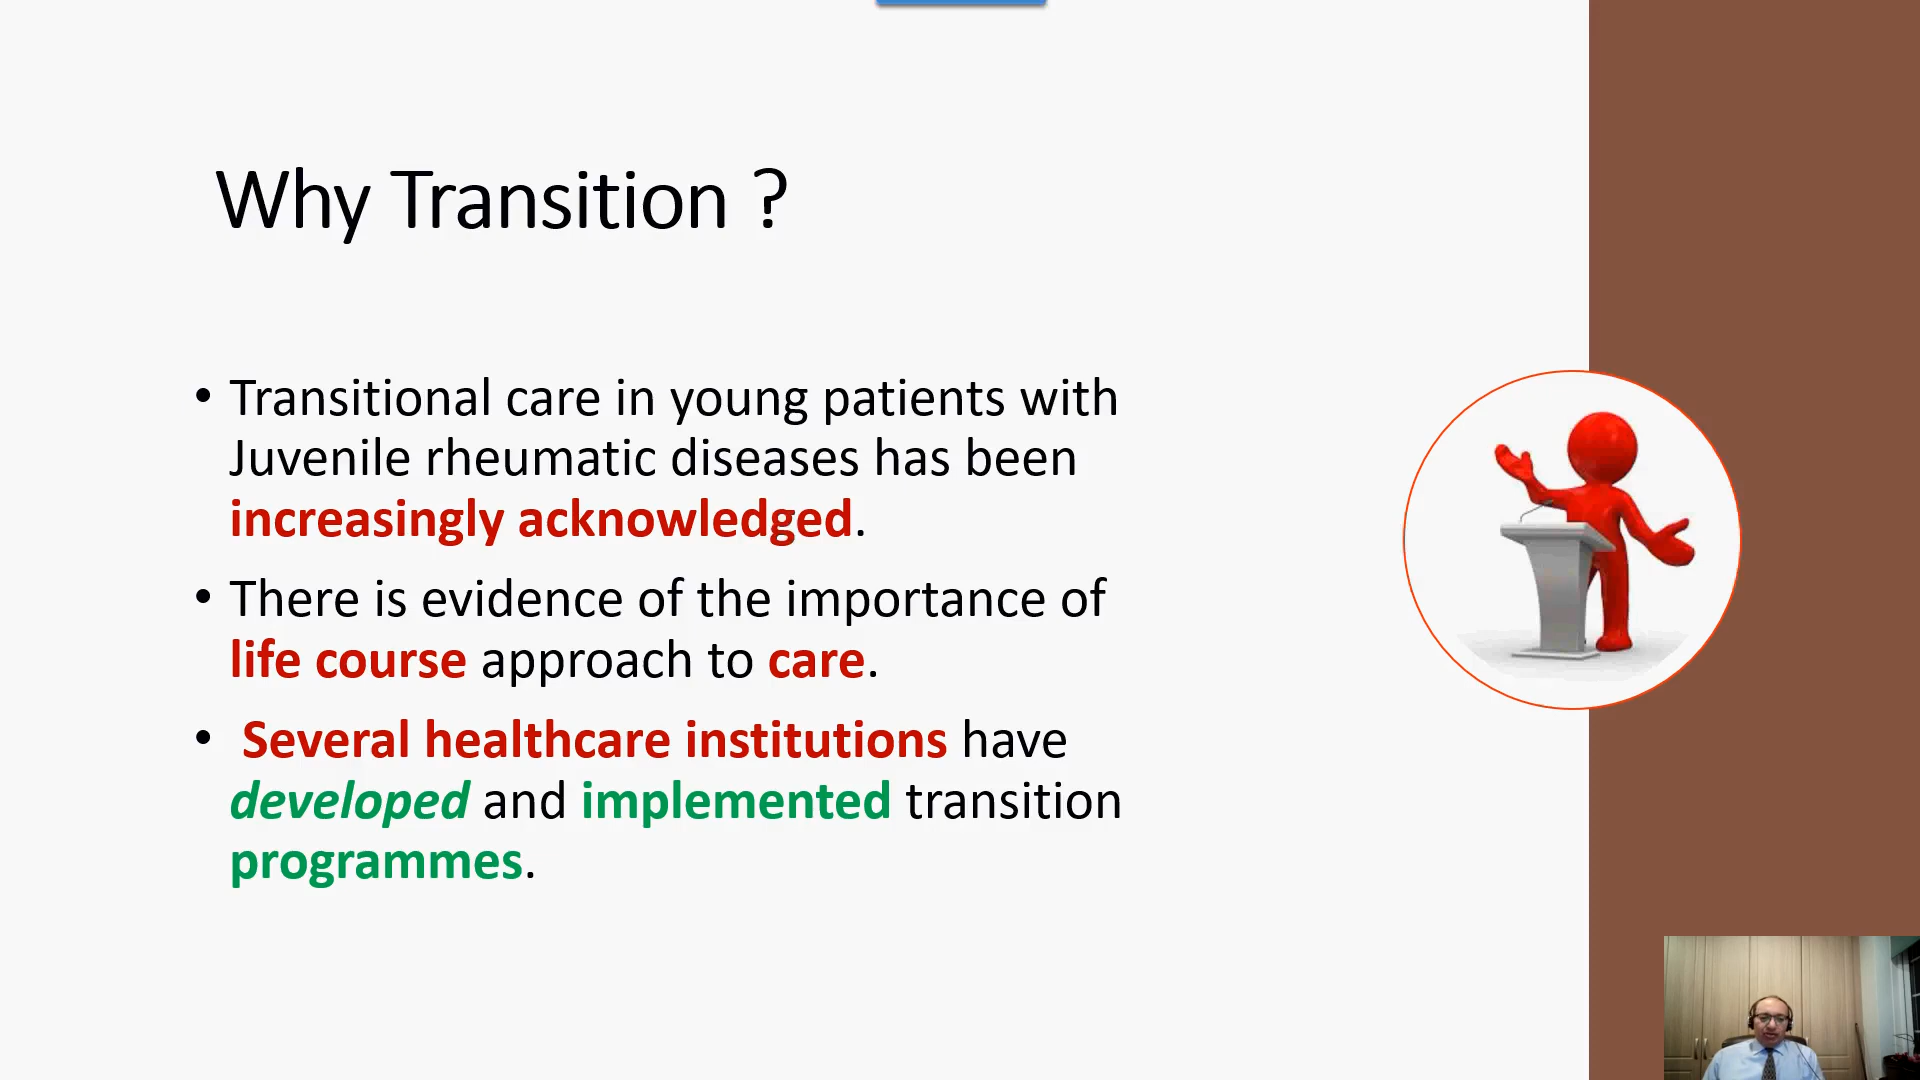 Why Transition ?
• Transitional care in young patients with
Juvenile rheumatic diseases has been
increasingly acknowledged.
• There is evidence of the importance of
life course approach to care.
• Several healthcare institutions have
developed and implemented transition
programmes.